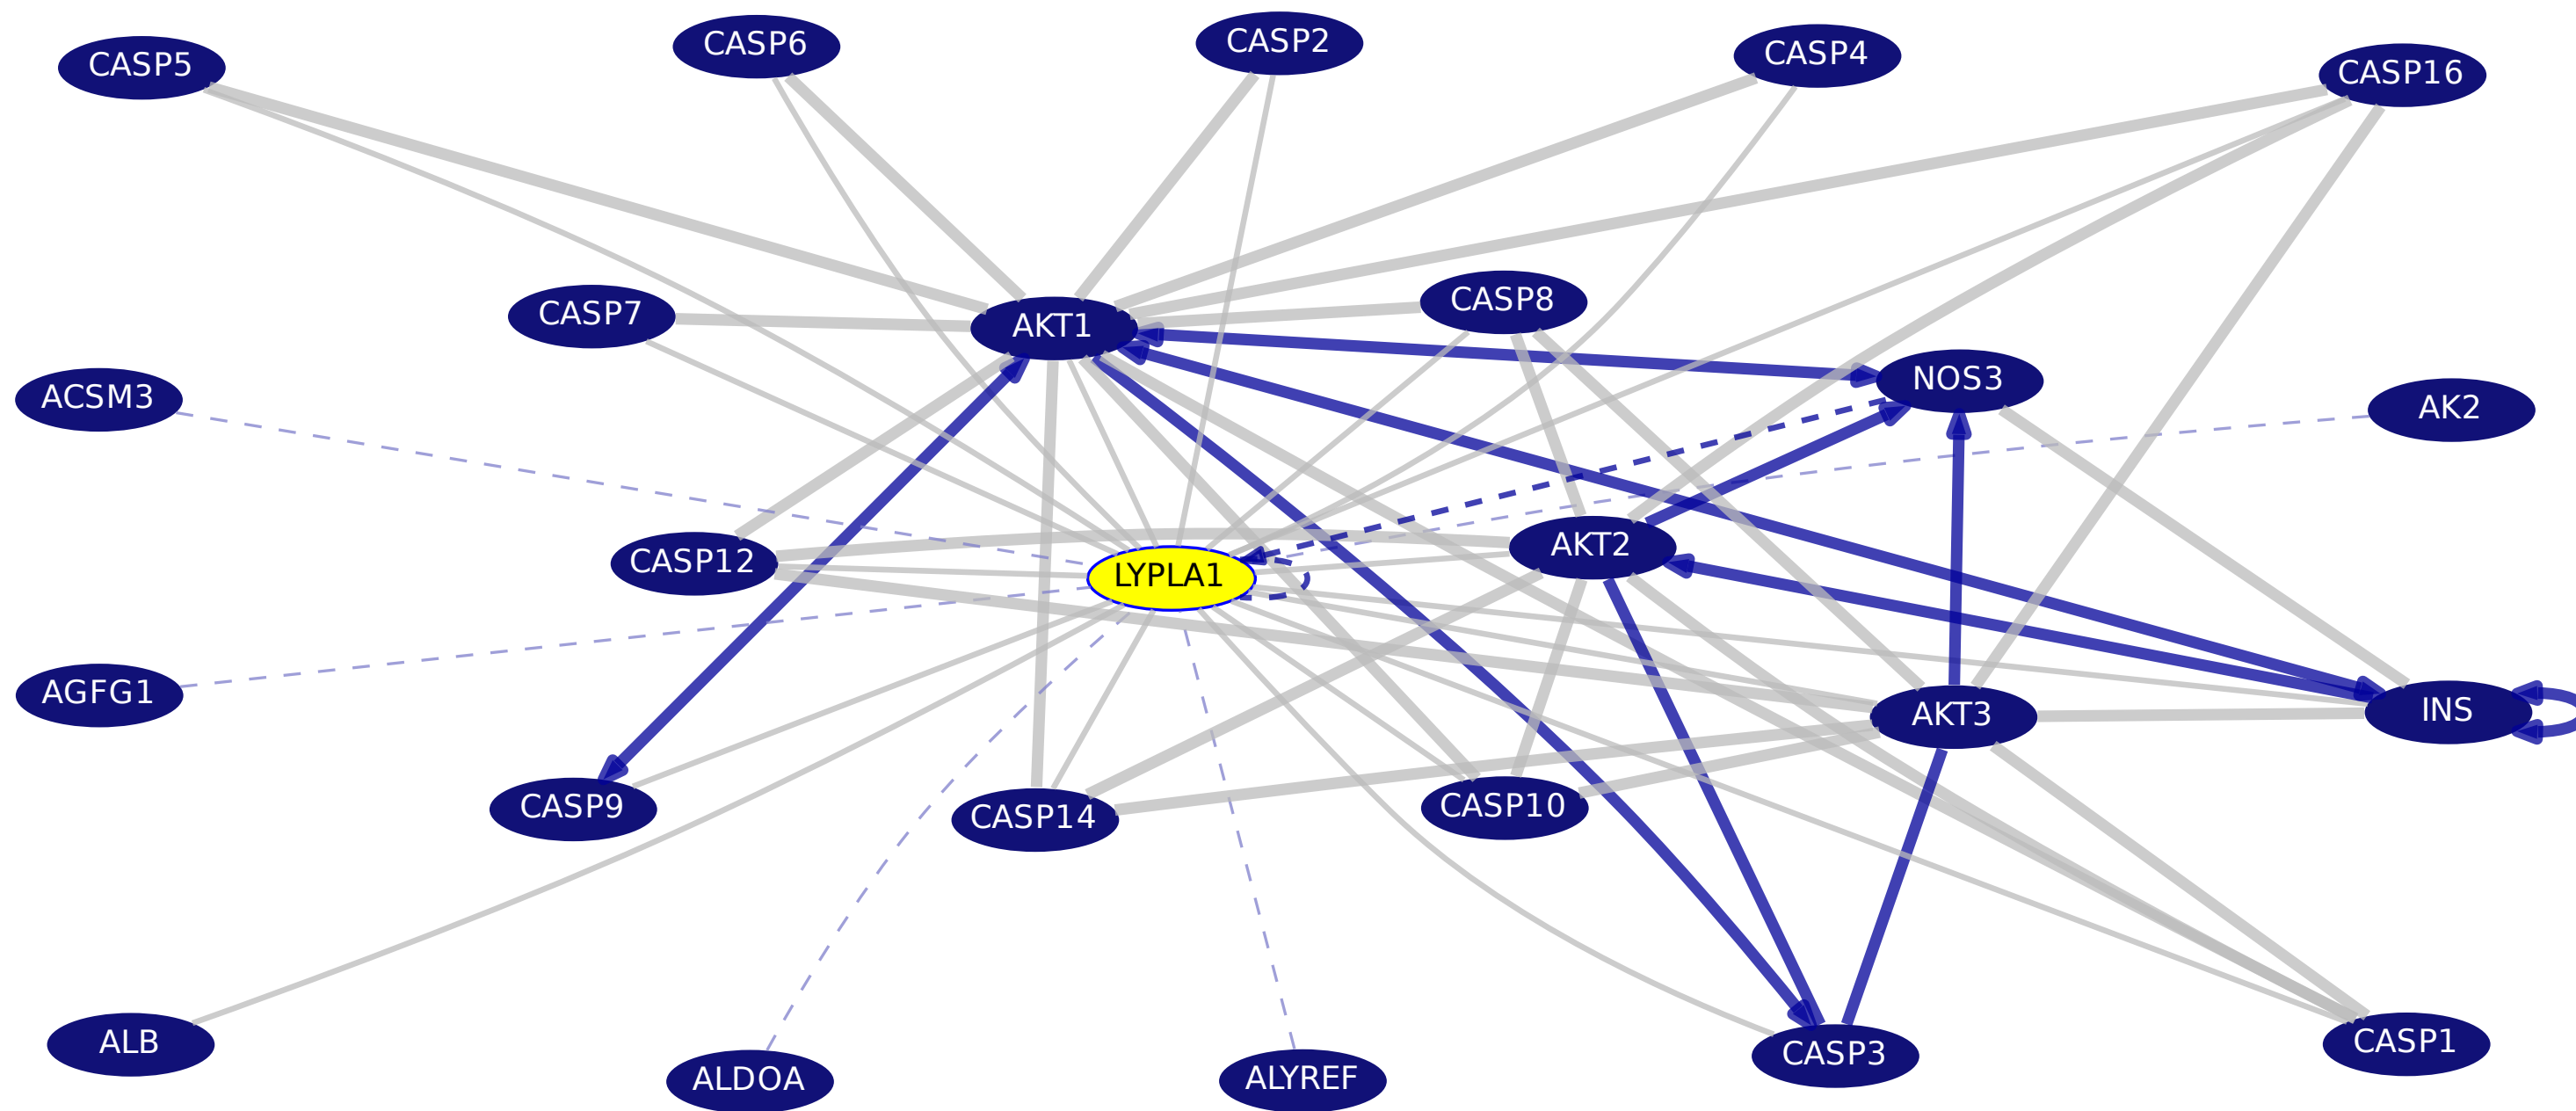 CASP5
CASP6
CASP2
CASP4
CASP16
CASP7
AKT1
CASP8
NOS3
ACSM3
AK2
CASP12
LYPLA1
AKT2
AGFG1
AKT3
INS
CASP9
CASP14
CASP10
ALB
ALDOA
ALYREF
CASP3
CASP1